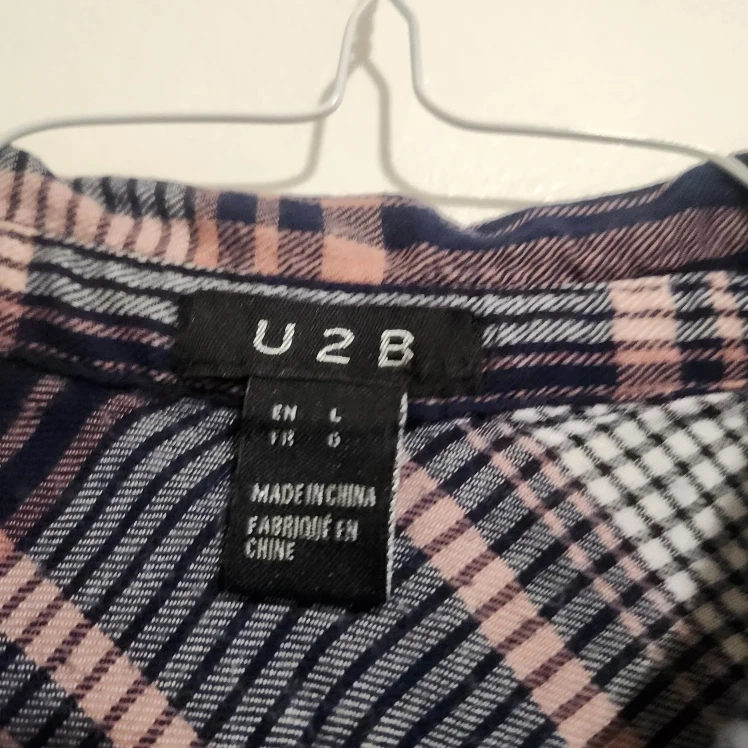 U2B
EN L
FR G
MADE IN CHINA
FABRIQUÉ EN
CHINE